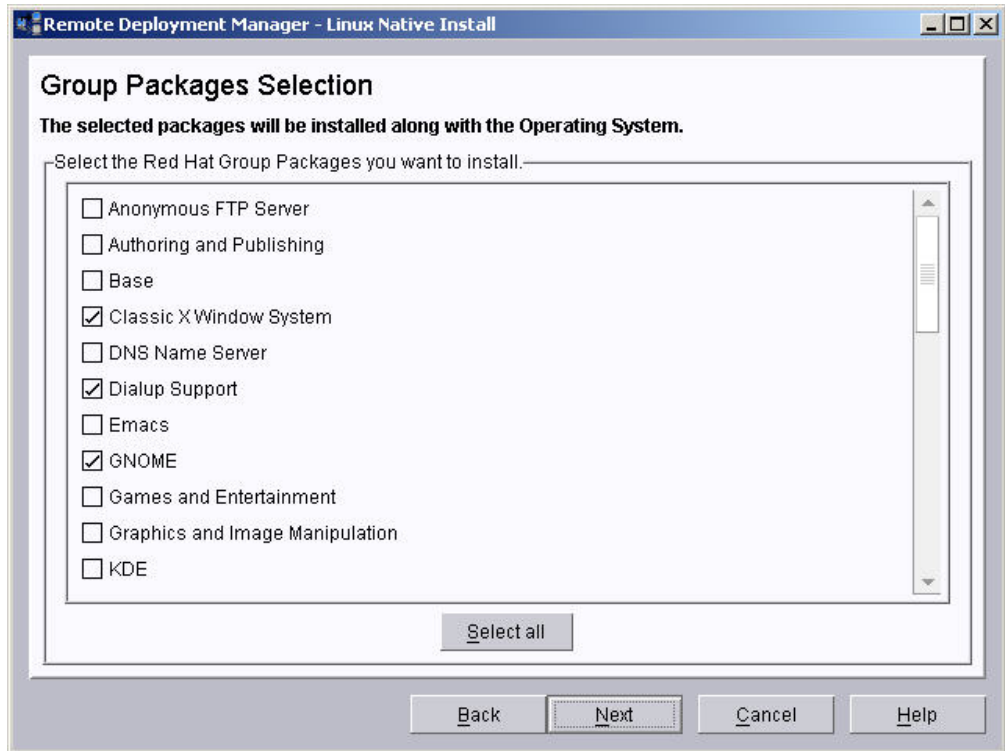 Remote Deployment Manager - Linux Native Install
Group Packages Selection
The selected packages will be installed along with the Operating System.
Select the Red Hat Group Packages you want to install.
Anonymous FTP Server
Authoring and Publishing
Base
Classic X Window System
DNS Name Server
Dialup Support
Emacs
GNOME
Games and Entertainment
Graphics and Image Manipulation
KDE
Select all
Back Next Cancel Help